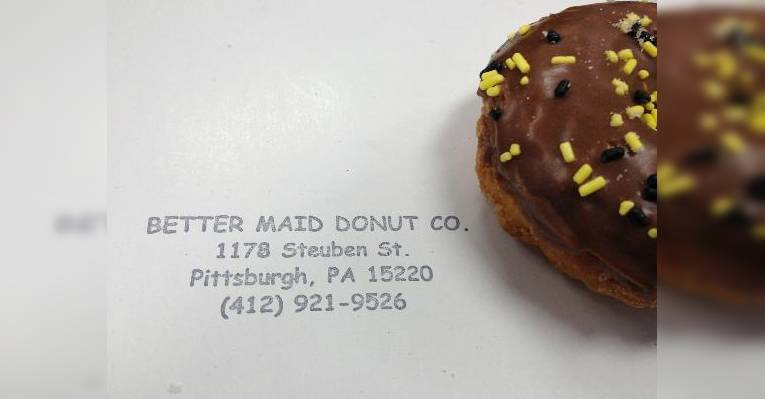 BETTER MAID DONUT CO.
1178 Steuben St.
Pittsburgh, PA 15220
(412) 921-9526